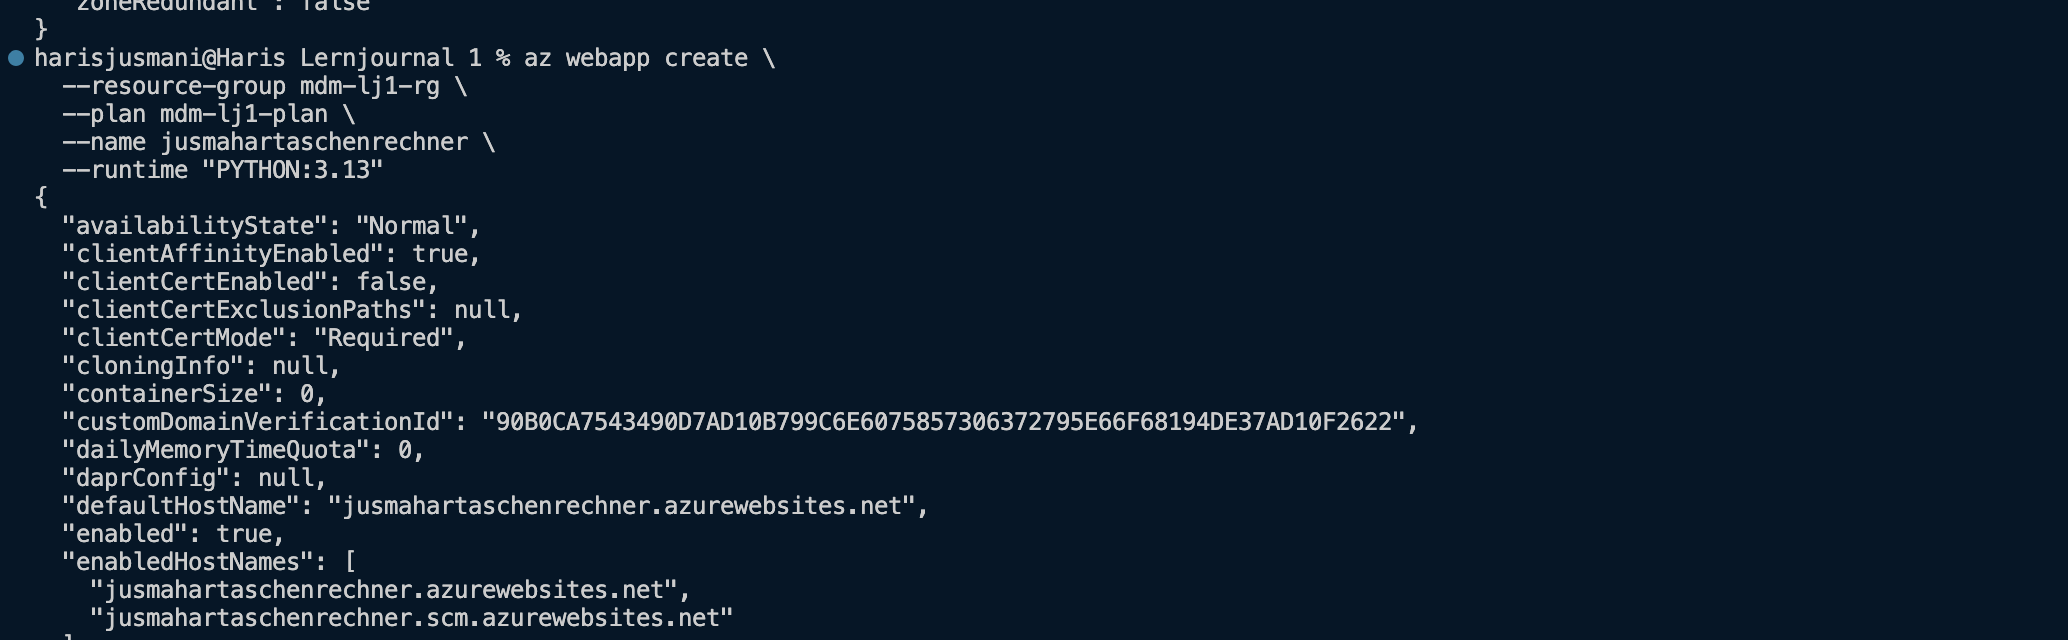 "zoneRedundant": false
}
harisjusmani@Haris Lernjournal 1 % az webapp create \
--resource-group mdm-lj1-rg \
--plan mdm-lj1-plan \
--name jusmahartaschenrechner \
--runtime "PYTHON:3.13"
{
"availabilityState": "Normal",
"clientAffinityEnabled": true,
"clientCertEnabled": false,
"clientCertExclusionPaths": null,
"clientCertMode": "Required",
"cloningInfo": null,
"containerSize": 0,
"customDomainVerificationId": "90B0CA7543490D7AD10B799C6E6075857306372795E66F68194DE37AD10F2622",
"dailyMemoryTimeQuota": 0,
"daprConfig": null,
"defaultHostName": "jusmahartaschenrechner.azurewebsites.net",
"enabled": true,
"enabledHostNames": [
"jusmahartaschenrechner.azurewebsites.net",
"jusmahartaschenrechner.scm.azurewebsites.net"